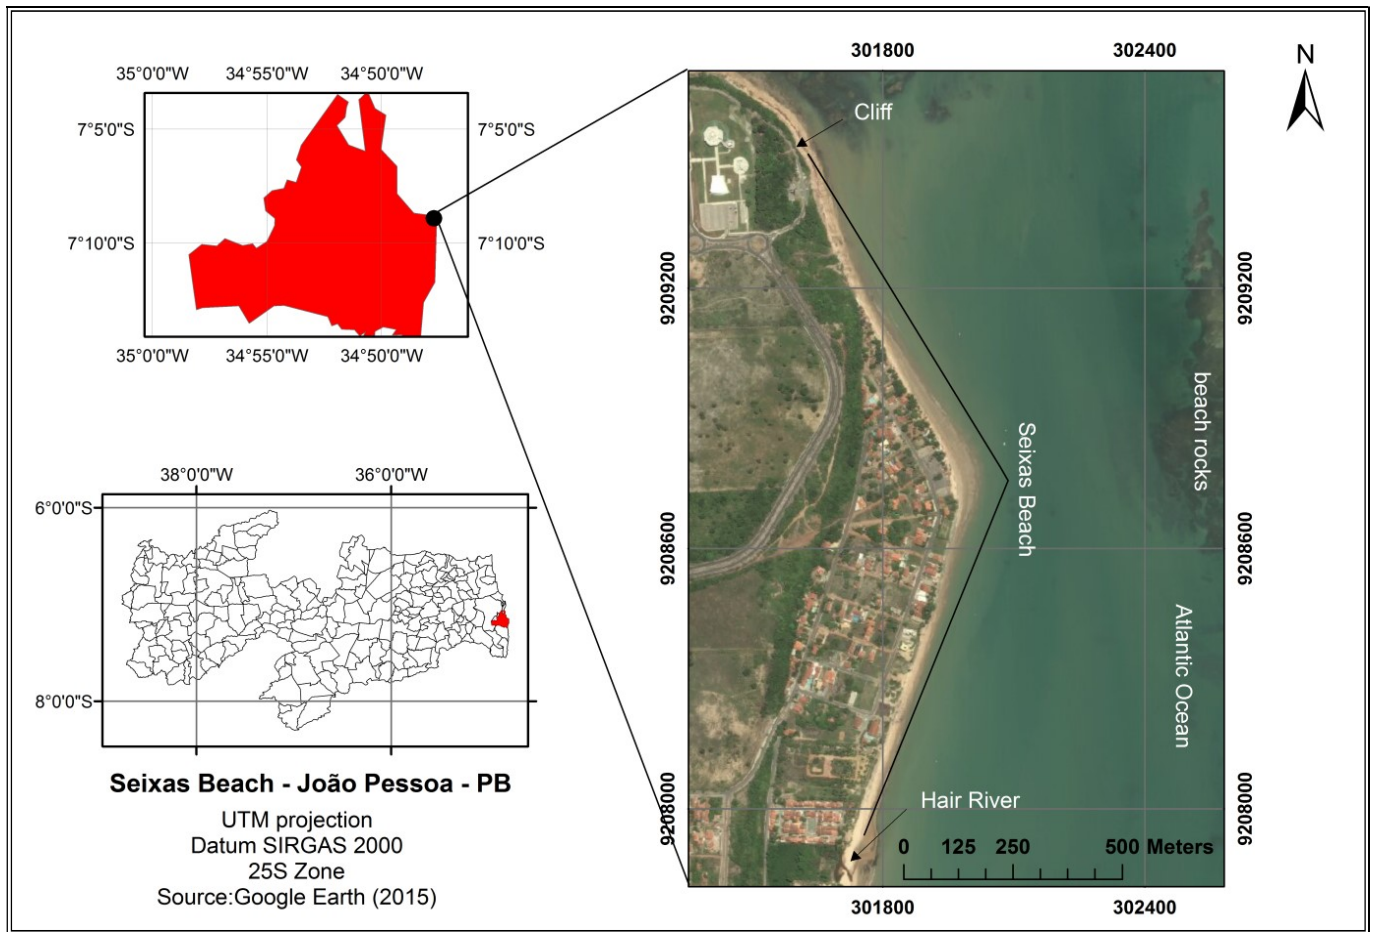 35°0'0"W 34°55'0"W 34°50'0"W
7°5'0"S 7°5'0"S
7°10'0"S 7°10'0"S
35°0'0"W 34°55'0"W 34°50'0"W
38°0'0"W 36°0'0"W
6°0'0"S
8°0'0"S
Seixas Beach - João Pessoa - PB
UTM projection
Datum SIRGAS 2000
25S Zone
Source:Google Earth (2015)
301800 302400
N
Cliff
9209200 9209200
beach rocks
Seixas Beach
9208600 9208600
Atlantic Ocean
9208000 9208000
Hair River
0 125 250 500 Meters
301800 302400